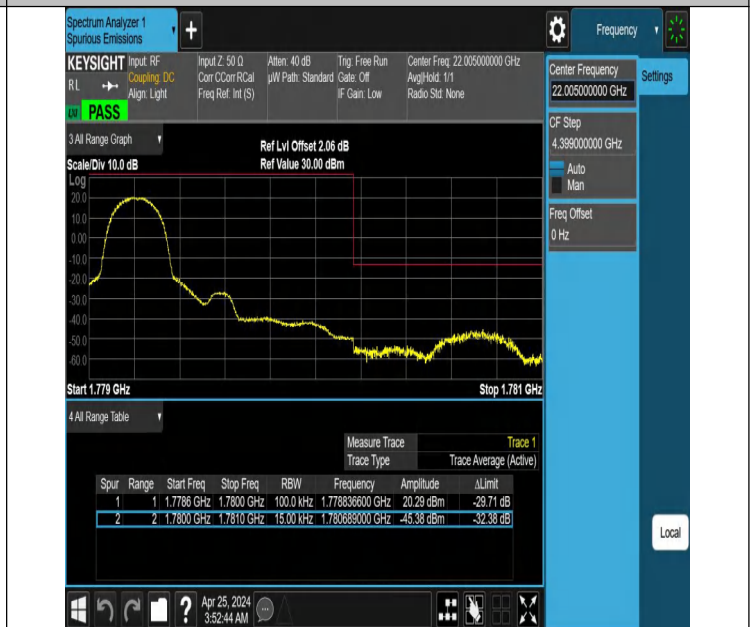 Spectrum Analyzer 1
Spurious Emissions
+
Frequency
KEYSIGHT Input: RF Input Z: 50 Ω Atten: 40 dB Trig: Free Run Center Freq: 22.005000000 GHz
RL Coupling: DC Corr CCorr RCal µW Path: Standard Gate: Off Avg|Hold: 1/1
Align: Light Freq Ref: Int (S) IF Gain: Low Radio Std: None
PASS
Center Frequency
22.005000000 GHz
Settings
CF Step
4.399000000 GHz
Auto
Man
Freq Offset
0 Hz
3 All Range Graph
Ref Lvl Offset 2.06 dB
Scale/Div 10.0 dB Ref Value 30.00 dBm
Log
20.0
10.0
0.00
-10.0
-20.0
-30.0
-40.0
-50.0
-60.0
Start 1.779 GHz Stop 1.781 GHz
4 All Range Table
Measure Trace Trace 1
Trace Type Trace Average (Active)
Spur Range Start Freq Stop Freq RBW Frequency Amplitude ΔLimit
1 1 1.7786 GHz 1.7800 GHz 100.0 kHz 1.778836600 GHz 20.29 dBm -29.71 dB
2 2 1.7800 GHz 1.7810 GHz 15.00 kHz 1.780689000 GHz -45.38 dBm -32.38 dB
Local
? Apr 25, 2024
3:52:44 AM